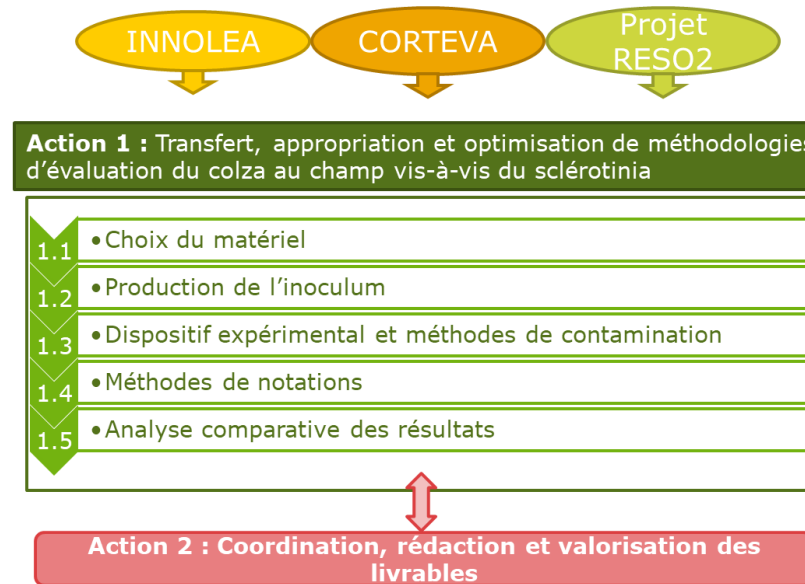 INNOLEA
CORTEVA
Projet
RESO2
Action 1 : Transfert, appropriation et optimisation de méthodologies
d’évaluation du colza au champ vis-à-vis du sclérotinia
1.1 •Choix du matériel
1.2 •Production de l’inoculum
1.3 •Dispositif expérimental et méthodes de contamination
1.4 •Méthodes de notations
1.5 •Analyse comparative des résultats
Action 2 : Coordination, rédaction et valorisation des
livrables